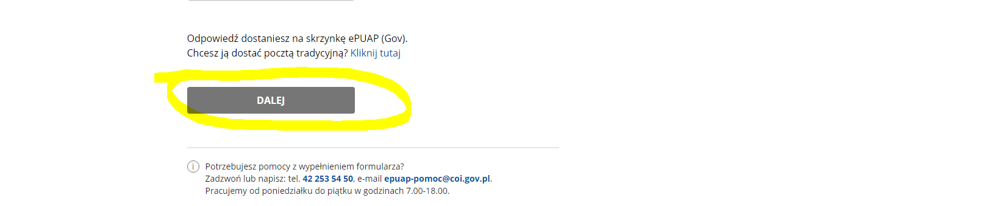 Odpowiedź dostaniesz na skrzynkę ePUAP (Gov).
Chcesz ją dostać pocztą tradycyjną? Kliknij tutaj
DALEJ
Potrzebujesz pomocy z wypełnieniem formularza?
Zadzwoń lub napisz: tel. 42 253 54 50, e-mail epuap-pomoc@coi.gov.pl.
Pracujemy od poniedziałku do piątku w godzinach 7.00-18.00.